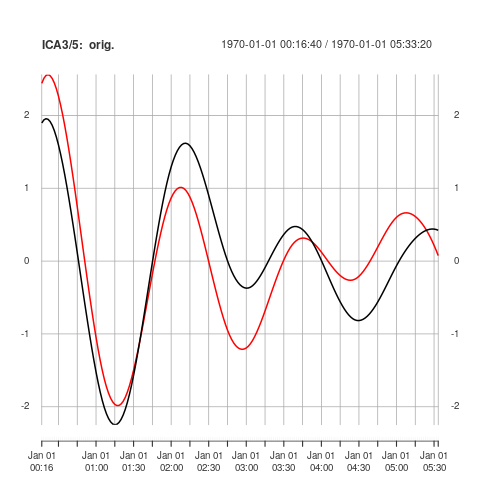 ICA3/5: orig. 1970-01-01 00:16:40 / 1970-01-01 05:33:20
2 2
1 1
0 0
-1 -1
-2 -2
Jan 01 Jan 01 Jan 01 Jan 01 Jan 01 Jan 01 Jan 01 Jan 01 Jan 01 Jan 01 Jan 01
00:16 01:00 01:30 02:00 02:30 03:00 03:30 04:00 04:30 05:00 05:30